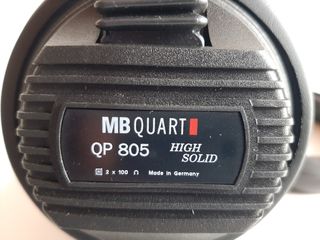 MB QUART
QP 805 HIGH
SOLID
2 x 100 Ω Made in Germany